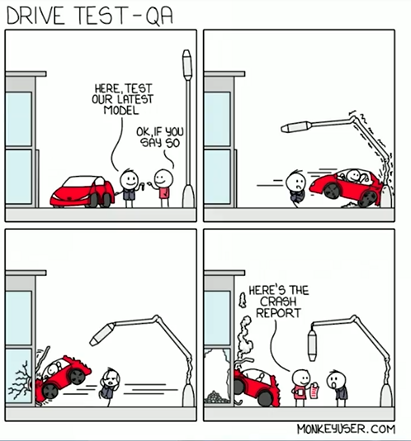 DRIVE TEST-QA
HERE, TEST
OUR LATEST
MODEL
OK, IF YOU
SAY SO
HERE'S THE
CRASH
REPORT
MONKEYUSER.COM